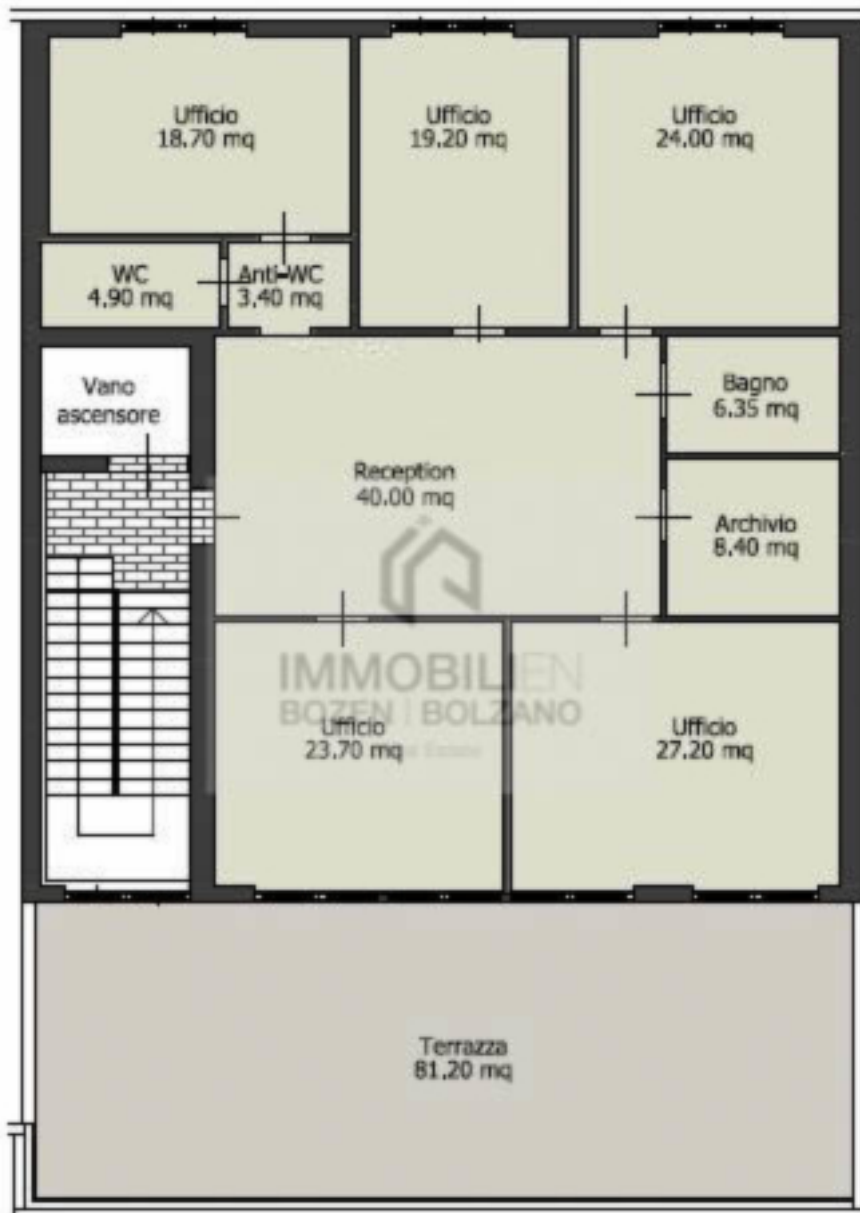 Ufficio
18.70 mq
Ufficio
19.20 mq
Ufficio
24.00 mq
WC
4.90 mq
Anti-WC
3.40 mq
Vano
ascensore
Bagno
6.35 mq
Reception
40.00 mq
Archivio
8.40 mq
IMMOBILIEN
BOZEN | BOLZANO
Ufficio
23.70 mq
Ufficio
27.20 mq
Estate
Terrazza
81.20 mq